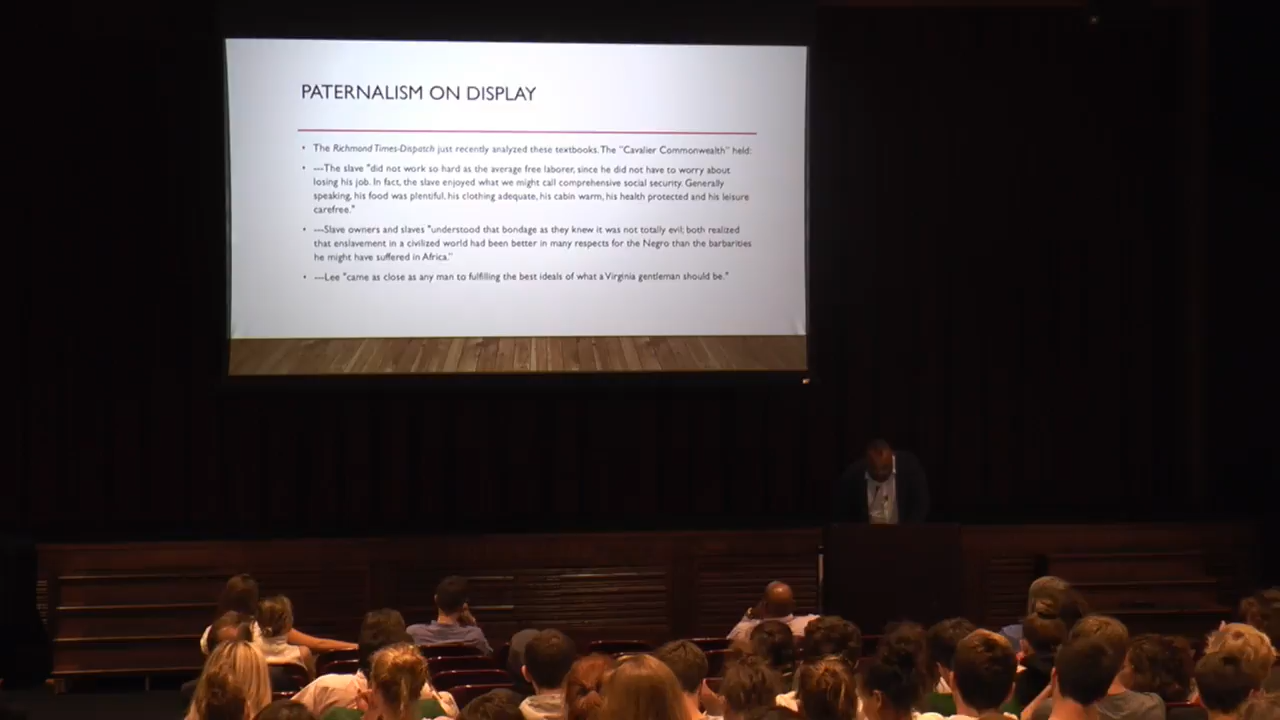 PATERNALISM ON DISPLAY
• The Richmond Times-Dispatch just recently analyzed these textbooks. The "Cavalier Commonwealth" held:
• ---The slave "did not work so hard as the average free laborer, since he did not have to worry about
losing his job. In fact, the slave enjoyed what we might call comprehensive social security. Generally
speaking, his food was plentiful, his clothing adequate, his cabin warm, his health protected and his leisure
carefree."
• ---Slave owners and slaves "understood that bondage as they knew it was not totally evil; both realized
that enslavement in a civilized world had been better in many respects for the Negro than the barbarities
he might have suffered in Africa."
• ---Lee "came as close as any man to fulfilling the best ideals of what a Virginia gentleman should be."